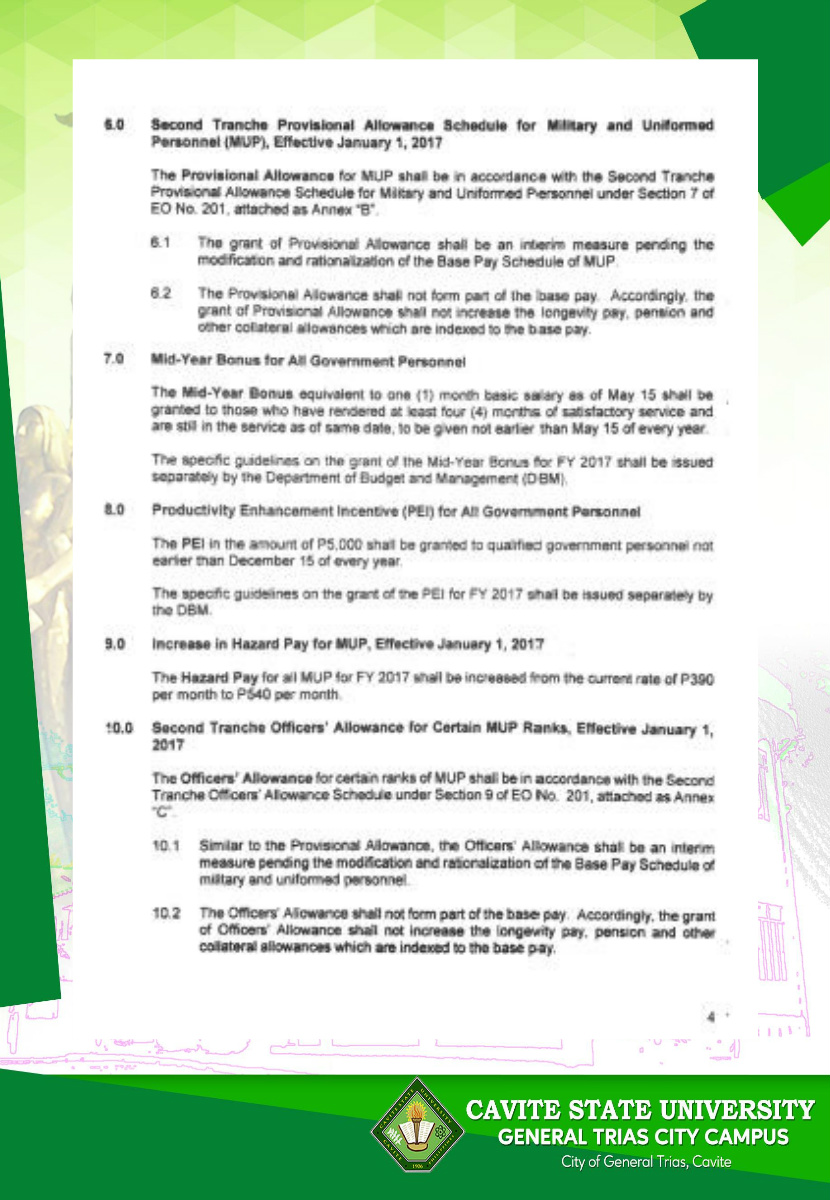 6.0 Second Tranche Provisional Allowance Schedule for Military and Uniformed
Personnel (MUP), Effective January 1, 2017
The Provisional Allowance for MUP shall be in accordance with the Second Tranche
Provisional Allowance Schedule for Military and Uniformed Personnel under Section 7 of
EO No. 201, attached as Annex "B".
6.1 The grant of Provisional Allowance shall be an interim measure pending the
modification and rationalization of the Base Pay Schedule of MUP.
6.2 The Provisional Allowance shall not form part of the base pay. Accordingly, the
grant of Provisional Allowance shall not increase the longevity pay, pension and
other collateral allowances which are indexed to the base pay.
7.0 Mid-Year Bonus for All Government Personnel
The Mid-Year Bonus equivalent to one (1) month basic salary as of May 15 shall be
granted to those who have rendered at least four (4) months of satisfactory service and
are still in the service as of same date, to be given not earlier than May 15 of every year.
The specific guidelines on the grant of the Mid-Year Bonus for FY 2017 shall be issued
separately by the Department of Budget and Management (DBM).
8.0 Productivity Enhancement Incentive (PEI) for All Government Personnel
The PEI in the amount of P5,000 shall be granted to qualified government personnel not
earlier than December 15 of every year.
The specific guidelines on the grant of the PEI for FY 2017 shall be issued separately by
the DBM.
9.0 Increase in Hazard Pay for MUP, Effective January 1, 2017
The Hazard Pay for all MUP for FY 2017 shall be increased from the current rate of P390
per month to P540 per month.
10.0 Second Tranche Officers' Allowance for Certain MUP Ranks, Effective January 1,
2017
The Officers' Allowance for certain ranks of MUP shall be in accordance with the Second
Tranche Officers' Allowance Schedule under Section 9 of EO No. 201, attached as Annex
"C".
10.1 Similar to the Provisional Allowance, the Officers' Allowance shall be an interim
measure pending the modification and rationalization of the Base Pay Schedule of
military and uniformed personnel.
10.2 The Officers' Allowance shall not form part of the base pay. Accordingly, the grant
of Officers' Allowance shall not increase the longevity pay, pension and other
collateral allowances which are indexed to the base pay.
4
CAVITE STATE UNIVERSITY
GENERAL TRIAS CITY CAMPUS
City of General Trias, Cavite
1906